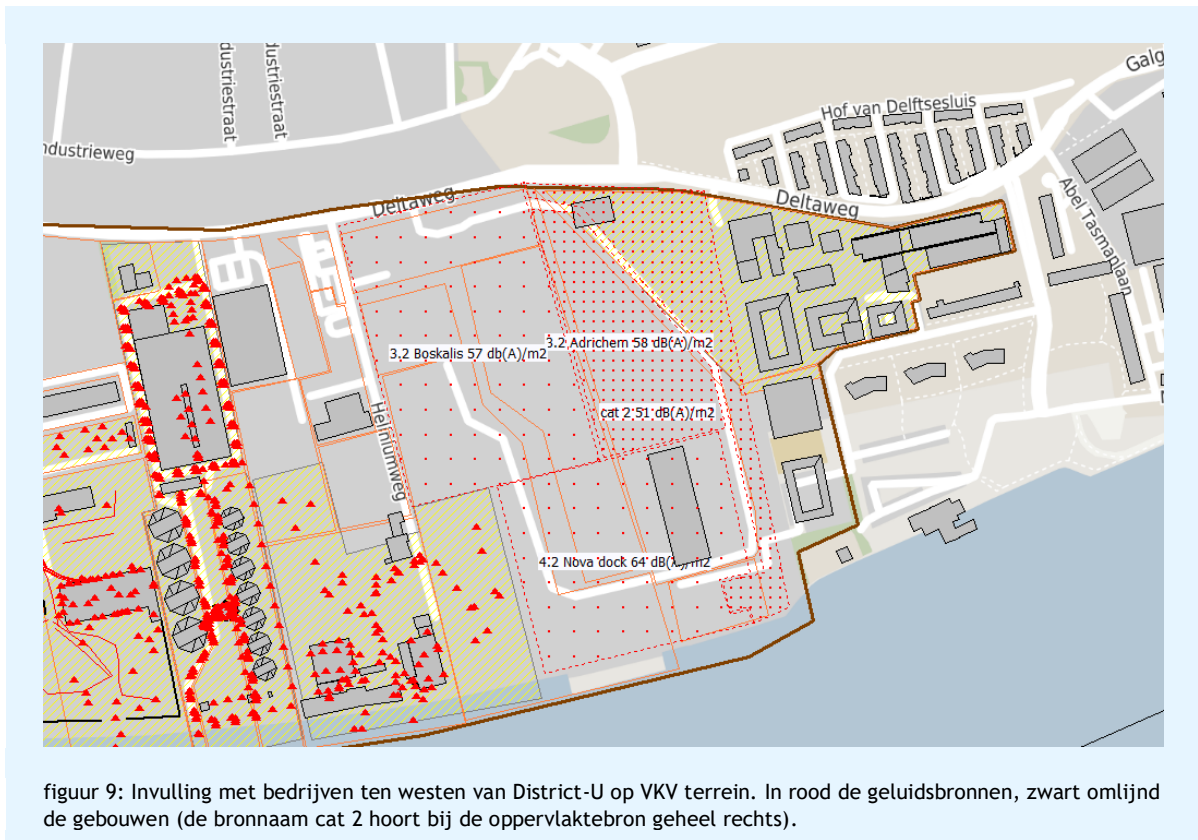 Galg
dustriestraat
dustriestraat
Hof van Delftsesluis
ndustrieweg
Deltaweg
Deltaweg
Abel Tasmanplaan
3.2 Adrichem 58 dB(A)/m2
3.2 Boskalis 57 db(A)/m2
cat 2 51 dB(A)/m2
Heliniumweg
4.2 Nova dock 64 dB(A)/m2
figuur 9: Invulling met bedrijven ten westen van District-U op VKV terrein. In rood de geluidsbronnen, zwart omlijnd
de gebouwen (de bronnaam cat 2 hoort bij de oppervlaktebron geheel rechts).